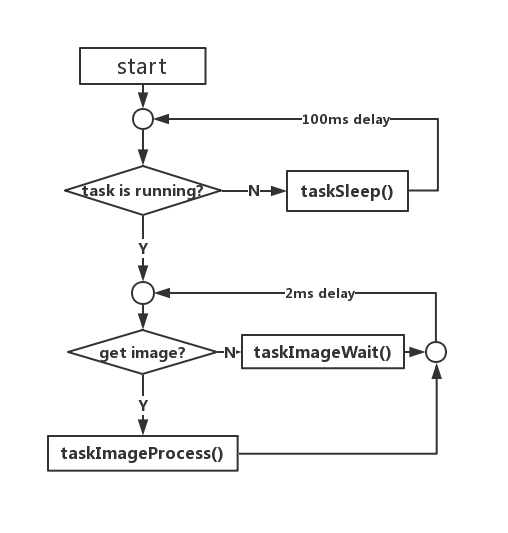 start
100ms delay
task is running?
N
taskSleep()
Y
2ms delay
get image?
N
taskImageWait()
Y
taskImageProcess()